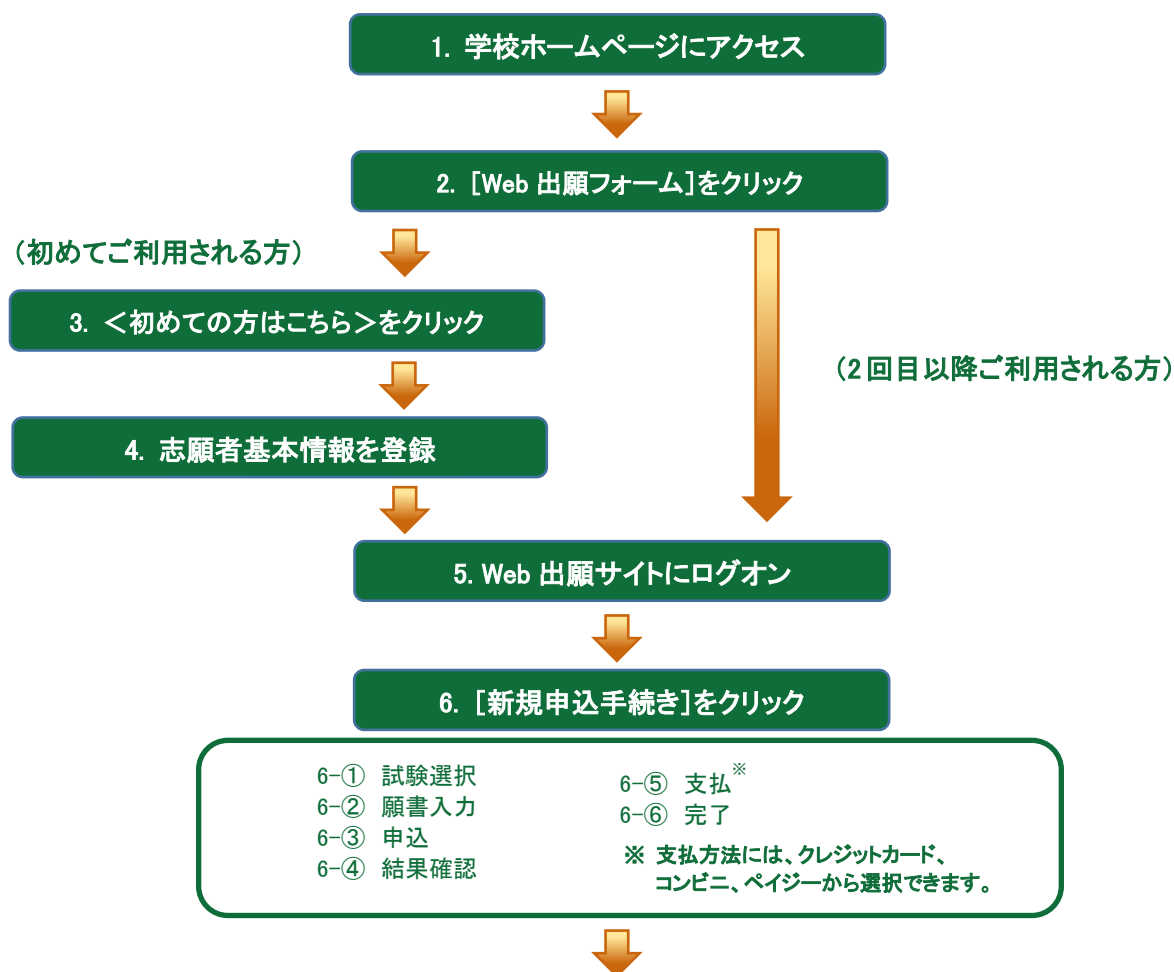 1. 学校ホームページにアクセス
2. [Web 出願フォーム]をクリック
(初めてご利用される方)
3. <初めての方はこちら>をクリック
(2 回目以降ご利用される方)
4. 志願者基本情報を登録
5. Web 出願サイトにログオン
6. [新規申込手続き]をクリック
6-① 試験選択
6-② 願書入力
6-③ 申込
6-④ 結果確認
6-⑤ 支払※
6-⑥ 完了
※ 支払方法には、クレジットカード、
コンビニ、ペイジーから選択できます。